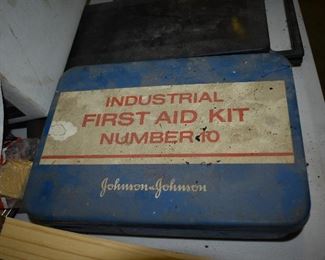 INDUSTRIAL
FIRST AID KIT
NUMBER 10
Johnson & Johnson